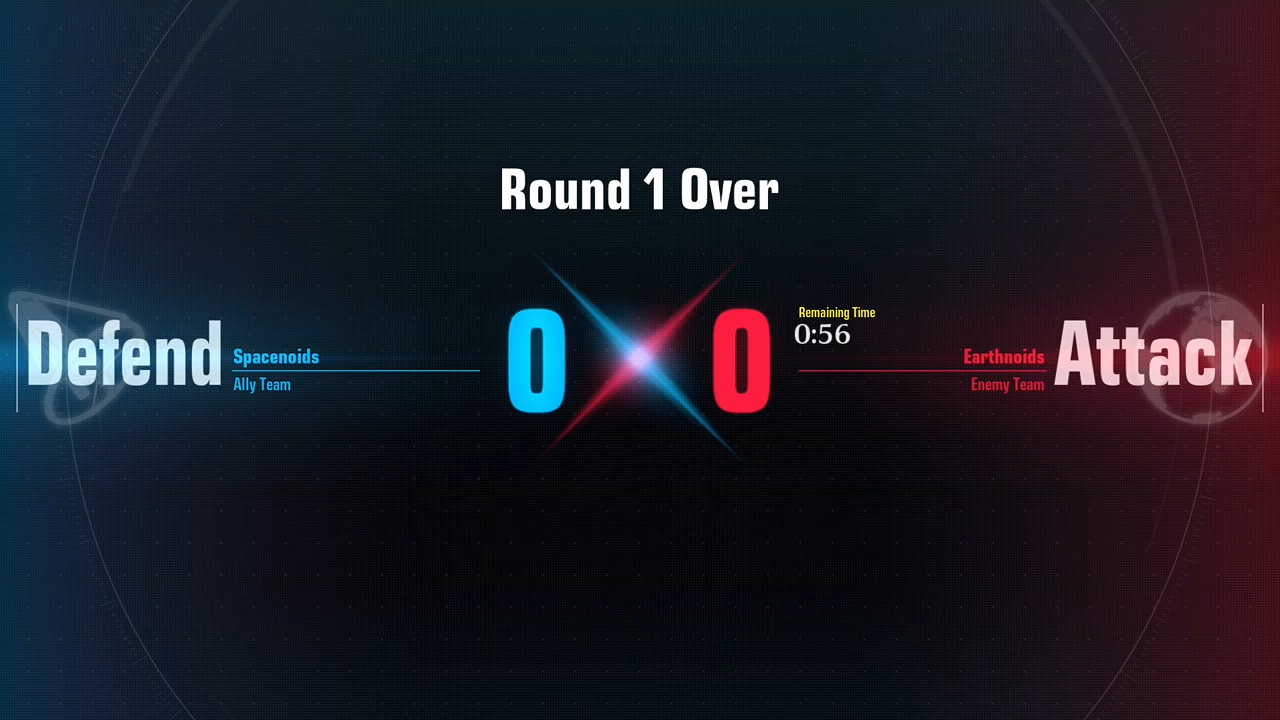 Round 1 Over
Defend
Spacenoids
Ally Team
0
0
Remaining Time
0:56
Earthnoids
Enemy Team
Attack